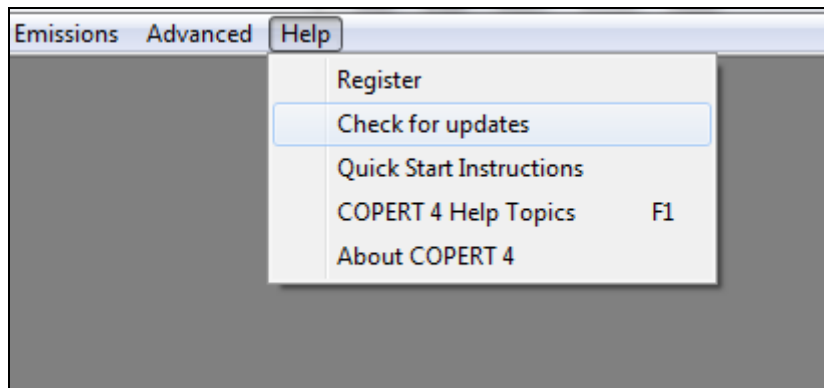 Emissions Advanced Help
Register
Check for updates
Quick Start Instructions
COPERT 4 Help Topics F1
About COPERT 4